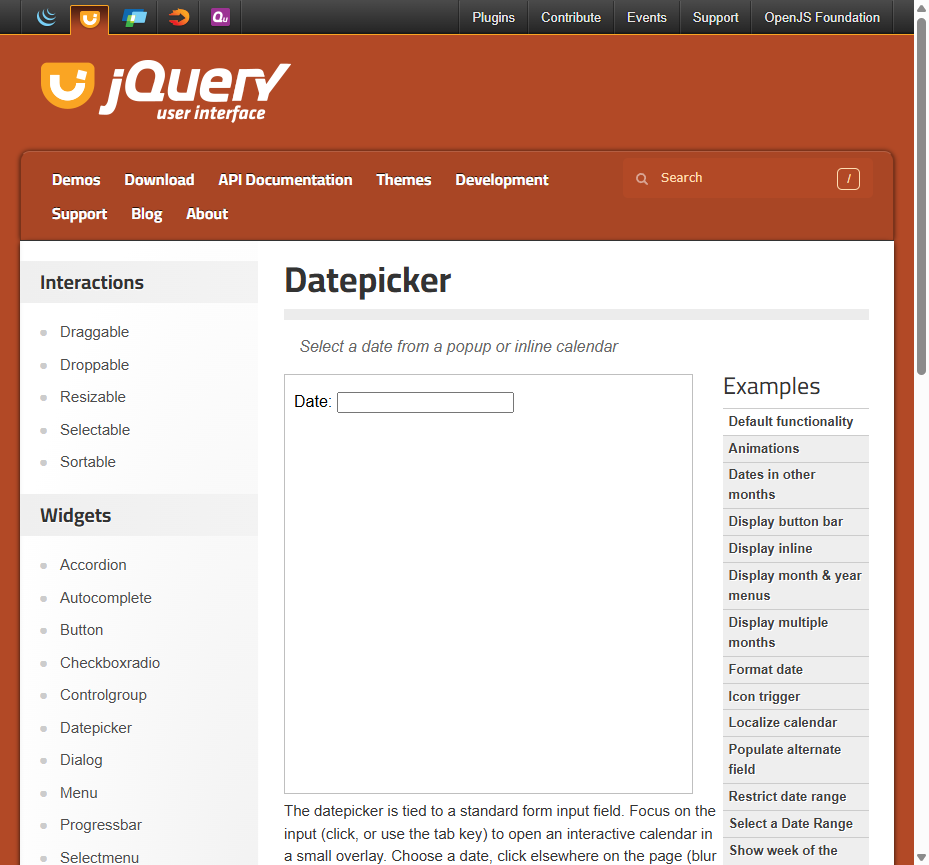 Qu
Plugins
Contribute
Events
Support
OpenJS Foundation
jQuery
user interface
Demos
Download
API Documentation
Themes
Development
Search
/
Support
Blog
About
Interactions
Draggable
Droppable
Resizable
Selectable
Sortable
Widgets
Accordion
Autocomplete
Button
Checkboxradio
Controlgroup
Datepicker
Dialog
Menu
Progressbar
Selectmenu
Datepicker
Select a date from a popup or inline calendar
Date:
The datepicker is tied to a standard form input field. Focus on the
input (click, or use the tab key) to open an interactive calendar in
a small overlay. Choose a date, click elsewhere on the page (blur
Examples
Default functionality
Animations
Dates in other
months
Display button bar
Display inline
Display month & year
menus
Display multiple
months
Format date
Icon trigger
Localize calendar
Populate alternate
field
Restrict date range
Select a Date Range
Show week of the